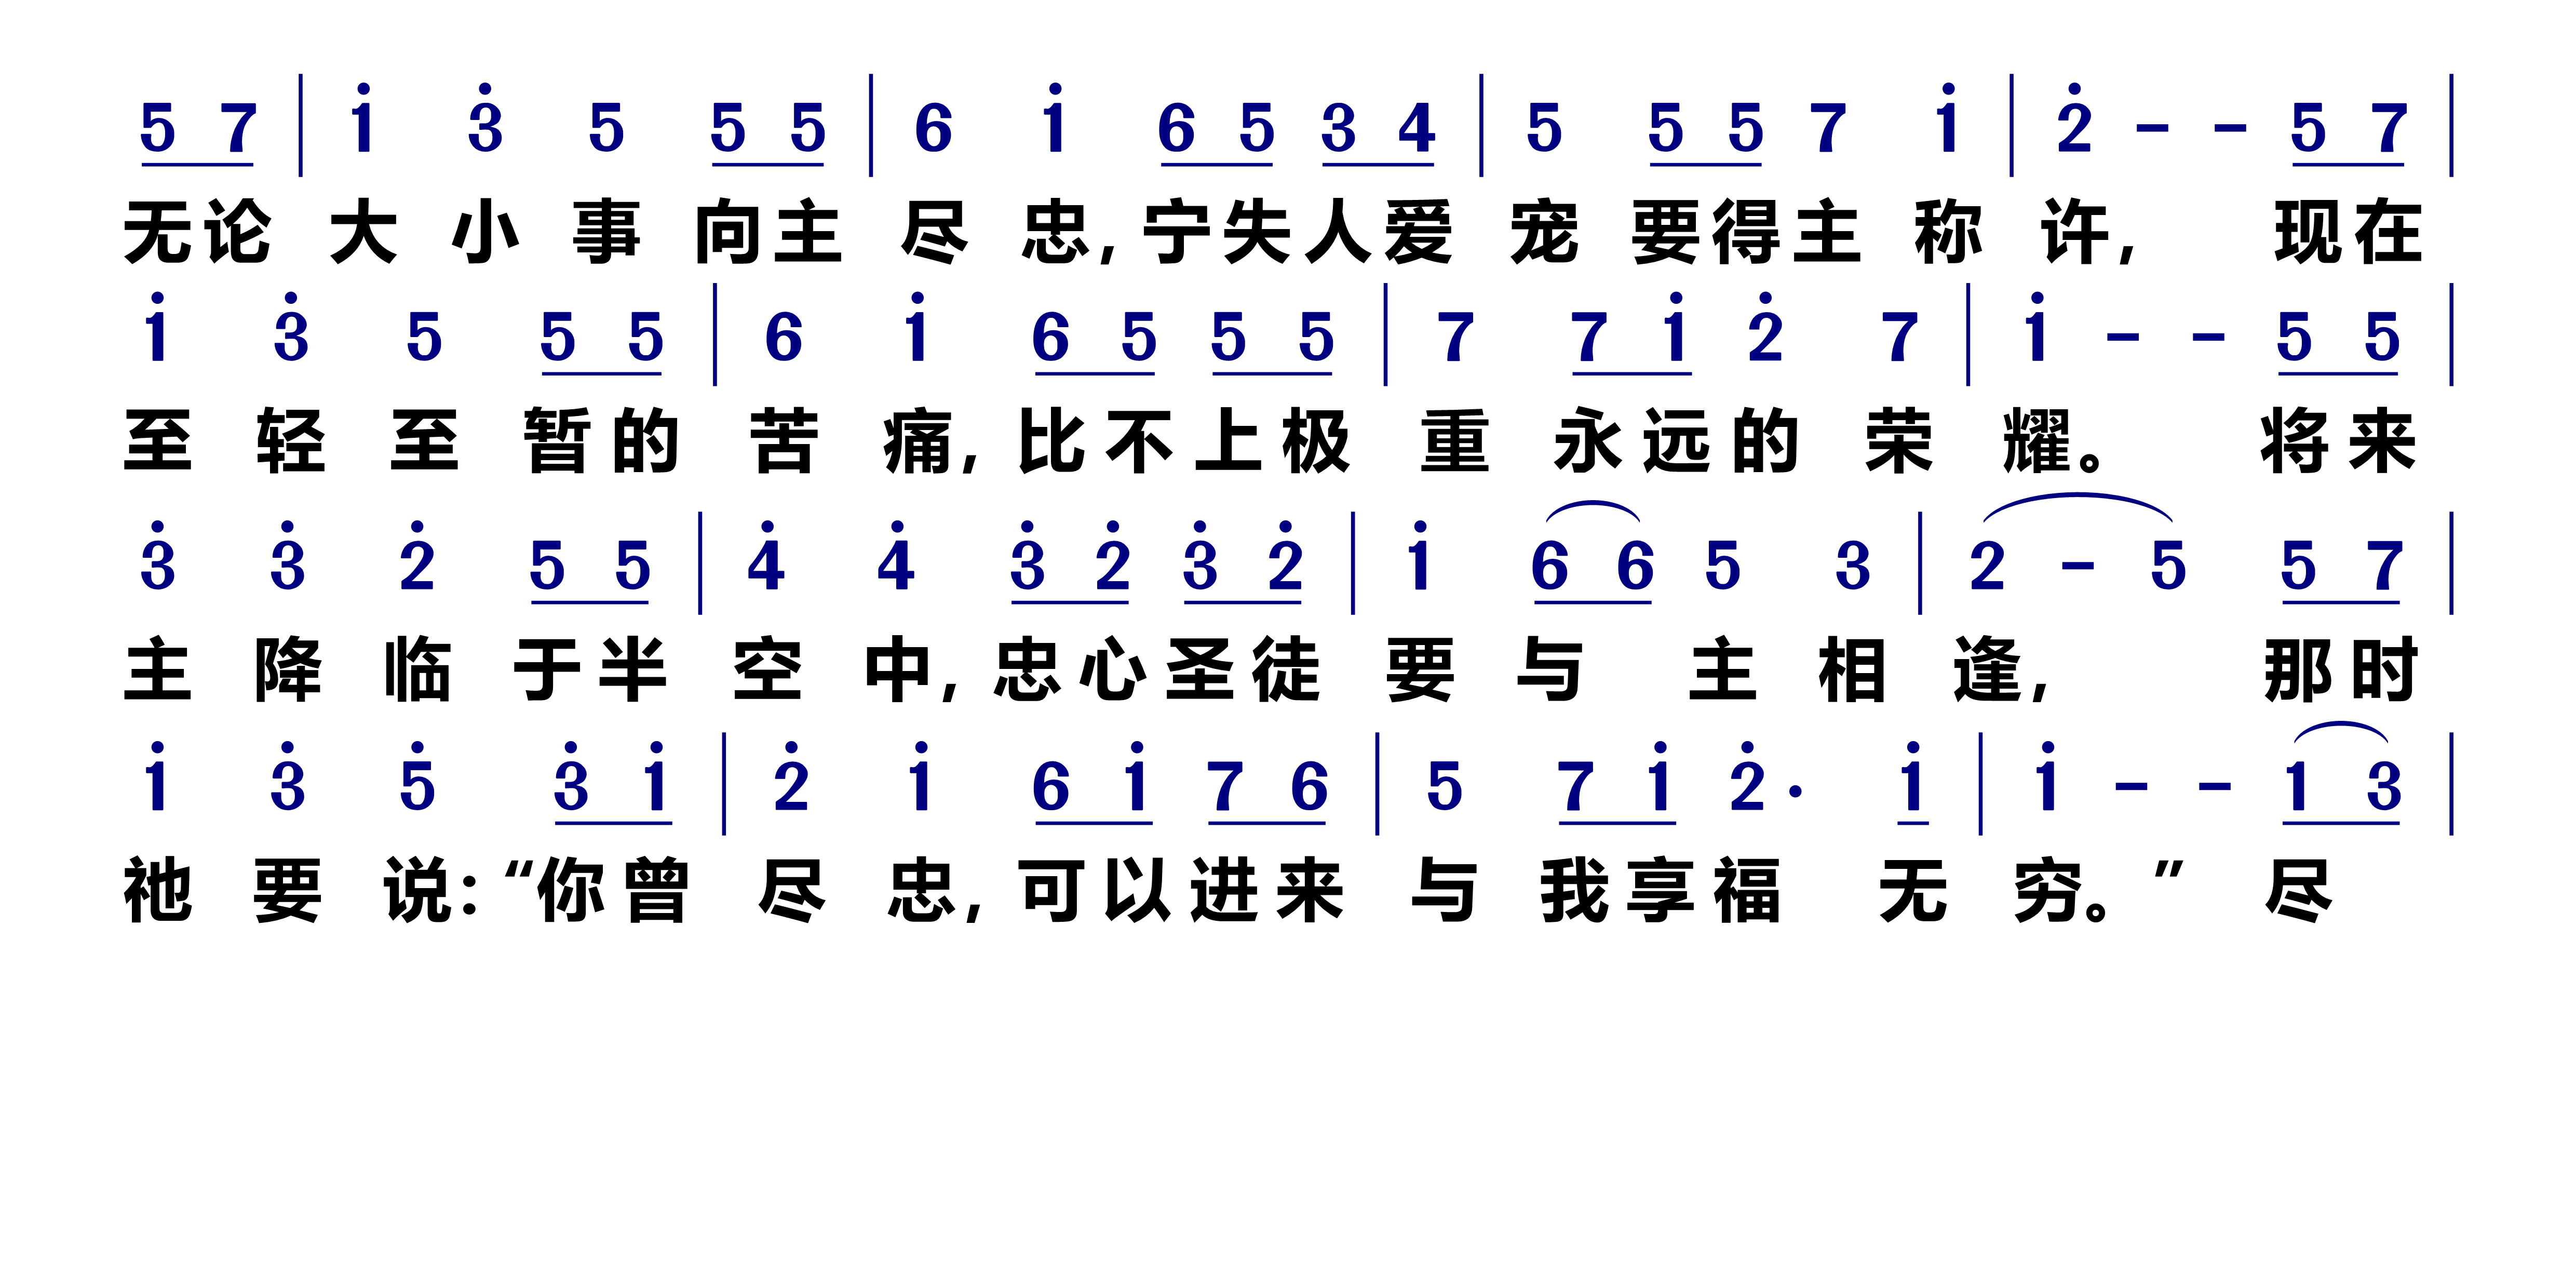 5 7 | i 3̇ 5 5 5 | 6 i 6 5 3 4 | 5 5 5 7 i | 2̇ - - 5 7 |
无论 大 小 事 向主 尽 忠,宁失人爱 宠 要得主 称 许, 现在
i 3̇ 5 5 5 | 6 i 6 5 5 5 | 7 7 i 2̇ 7 | i - - 5 5 |
至 轻 至 暂的 苦 痛,比不上极 重 永远的 荣 耀。 将来
3̇ 3̇ 2̇ 5 5 | 4̇ 4̇ 3̇ 2̇ 3̇ 2̇ | i 6 6 5 3 | 2 - 5 5 7 |
主 降 临 于半 空 中,忠心圣徒 要 与 主 相 逢, 那时
i 3̇ 5̇ 3̇ i | 2̇ i 6 i 7 6 | 5 7 i 2̇· i | i - - 1 3 |
祂 要 说:“你曾 尽 忠,可以进来 与 我享福 无 穷。” 尽